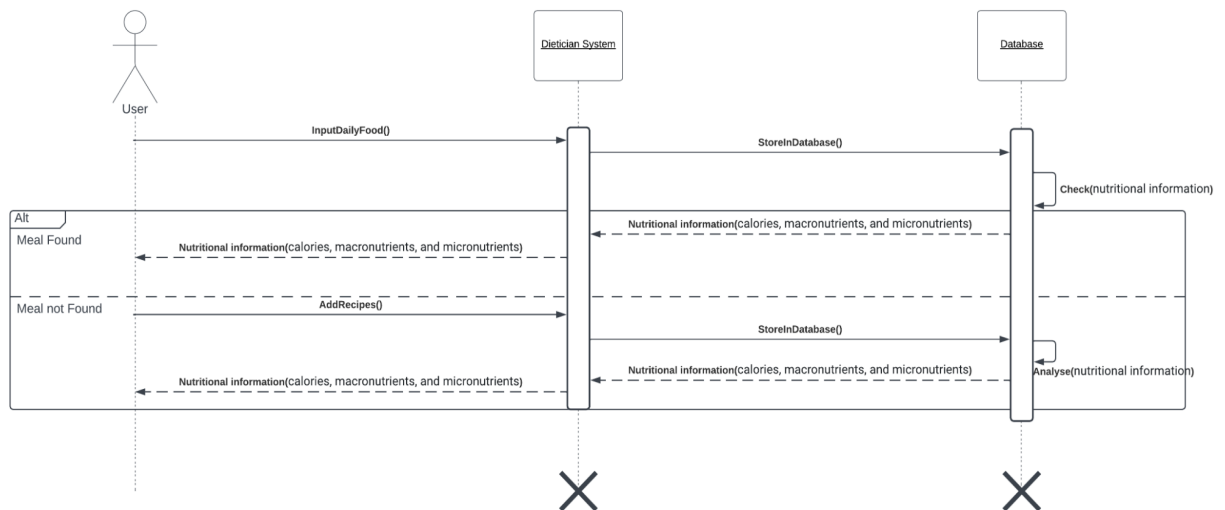 User
Dietician System
Database
InputDailyFood()
StoreInDatabase()
Check(nutritional information)
Alt
Meal Found
Nutritional information(calories, macronutrients, and micronutrients)
Nutritional information(calories, macronutrients, and micronutrients)
Meal not Found
AddRecipes()
StoreInDatabase()
Analyse(nutritional information)
Nutritional information(calories, macronutrients, and micronutrients)
Nutritional information(calories, macronutrients, and micronutrients)